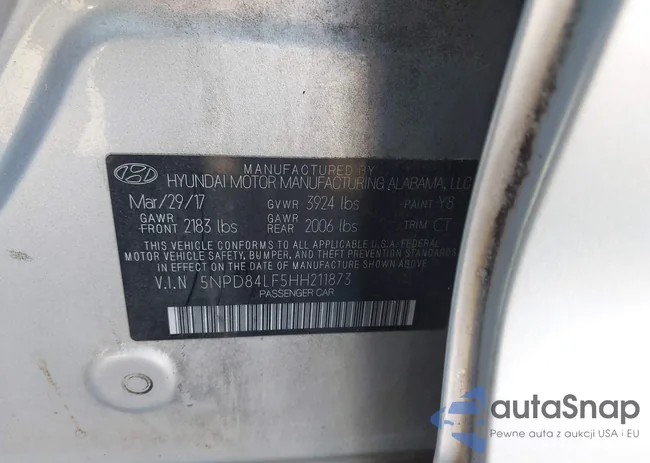 MANUFACTURED BY
HYUNDAI MOTOR MANUFACTURING ALABAMA, LLC
Mar/29/17 GVWR 3924 lbs PAINT Y8
GAWR FRONT 2183 lbs GAWR REAR 2006 lbs TRIM CT
THIS VEHICLE CONFORMS TO ALL APPLICABLE U.S.A. FEDERAL
MOTOR VEHICLE SAFETY, BUMPER, AND THEFT PREVENTION STANDARDS
IN EFFECT ON THE DATE OF MANUFACTURE SHOWN ABOVE.
V.I.N 5NPD84LF5HH211873
PASSENGER CAR
autaSnap
Pewne auta z aukcji USA i EU